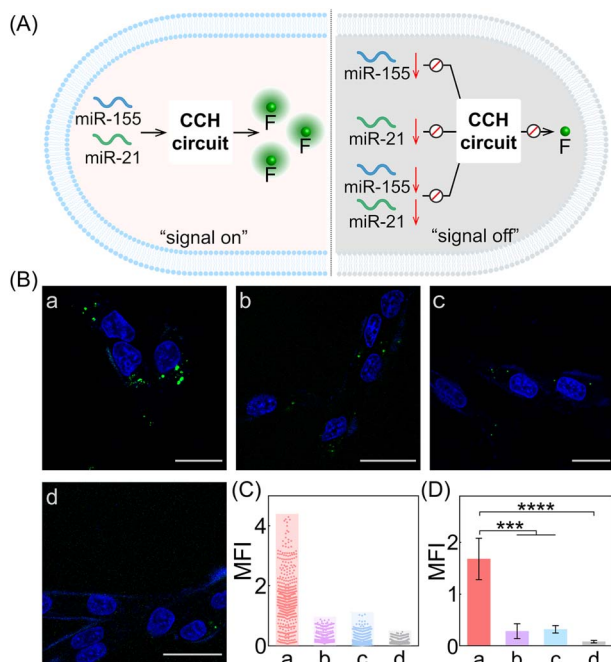 (A)
miR-155
miR-21
CCH
circuit
F
F
F
"signal on"
miR-155
miR-21
miR-155
miR-21
CCH
circuit
F
"signal off"
(B)
a
b
c
d
(C)
MFI
4
2
0
a b c d
(D)
MFI
2
1
0
****
***
a b c d